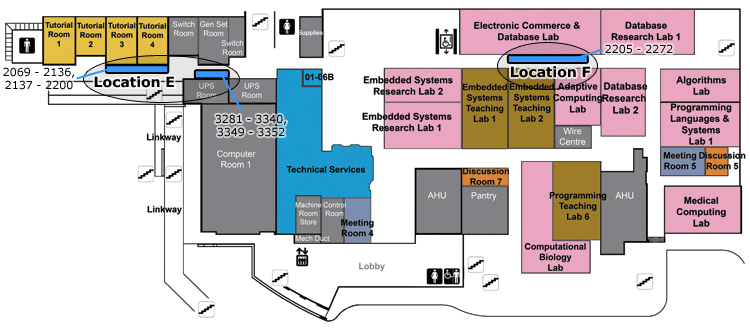 Tutorial
Room
1
Tutorial
Room
2
Tutorial
Room
3
Tutorial
Room
4
Switch
Room
Gen Set
Room
Switch
Room
Supplies
Electronic Commerce &
Database Lab
Database
Research Lab 1
2205 - 2272
2069 - 2136,
2137 - 2200
Location E
Location F
UPS
Room
UPS
Room
01-06B
3281 - 3340,
3349 - 3352
Embedded Systems
Research Lab 2
Embedded Systems
Research Lab 1
Embedded
Systems
Teaching
Lab 1
Embedded
Systems
Teaching
Lab 2
Adaptive
Computing
Lab
Database
Research
Lab 2
Wire
Centre
Algorithms
Lab
Programming
Languages &
Systems
Lab 1
Meeting
Room 5
Discussion
Room 5
Linkway
Linkway
Computer
Room 1
Technical Services
Machine
Room
Store
Control
Room
Meeting
Room 4
Mech Duct
Lobby
AHU
Discussion
Room 7
Pantry
Programming
Teaching
Lab 6
Computational
Biology
Lab
AHU
Medical
Computing
Lab